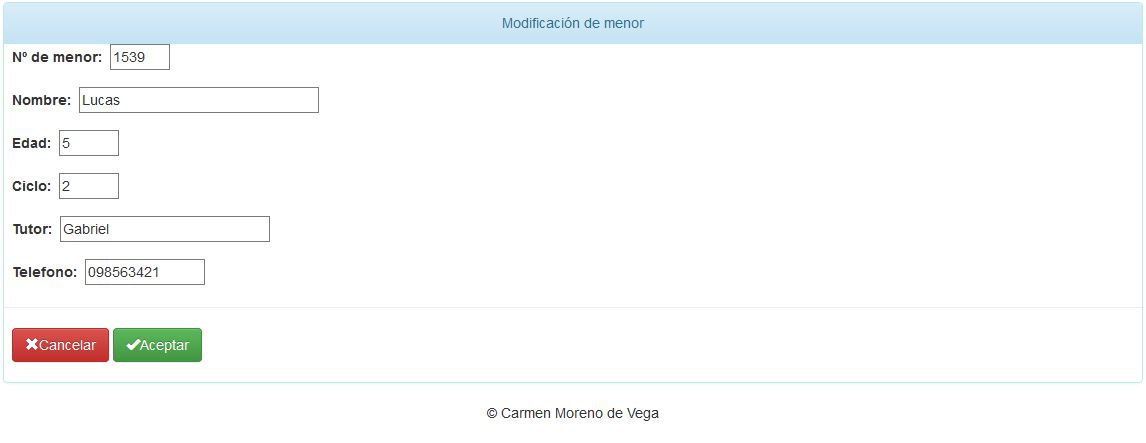 Modificación de menor
Nº de menor: 1539
Nombre: Lucas
Edad: 5
Ciclo: 2
Tutor: Gabriel
Telefono: 098563421
Cancelar Aceptar
© Carmen Moreno de Vega